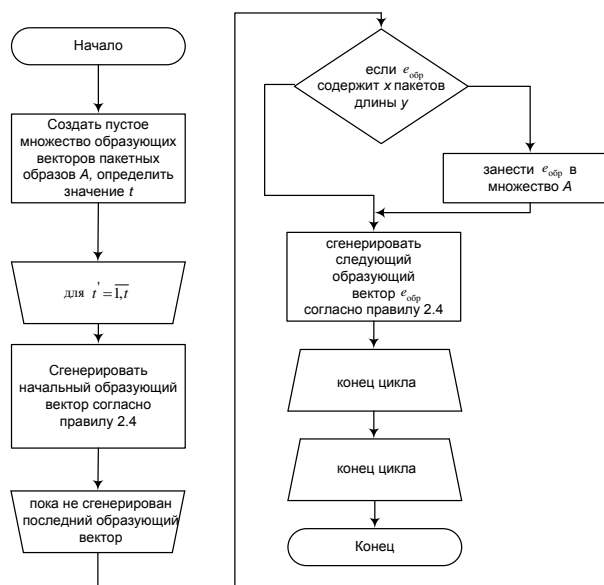 Начало
Создать пустое
множество образующих
векторов пакетных
образов A, определить
значение t
для t' = 1,t
Сгенерировать
начальный образующий
вектор согласно
правилу 2.4
пока не сгенерирован
последний образующий
вектор
если eобр
содержит x пакетов
длины y
занести eобр в
множество A
сгенерировать
следующий
образующий
вектор eобр
согласно правилу 2.4
конец цикла
конец цикла
Конец